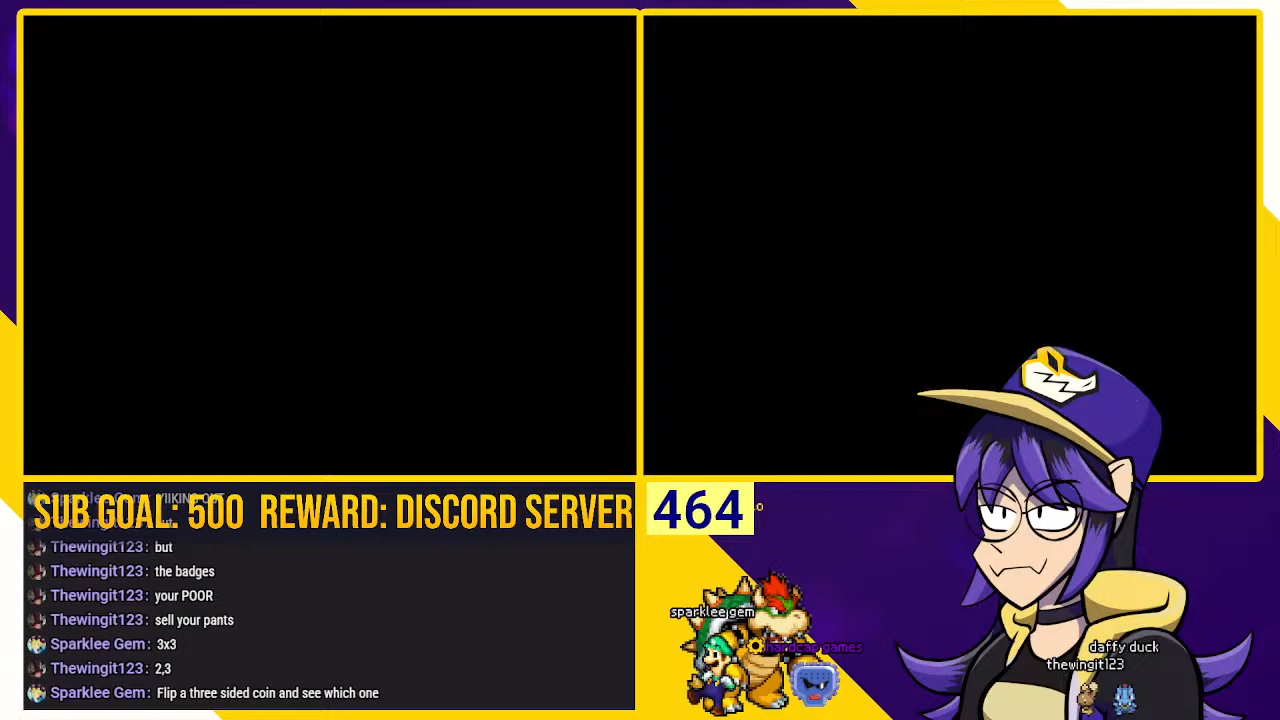 SUB GOAL: 500 REWARD: DISCORD SERVER
464
Thewingit123: but
Thewingit123: the badges
Thewingit123: your POOR
Thewingit123: sell your pants
Sparklee Gem: 3x3
Thewingit123: 2,3
Sparklee Gem: Flip a three sided coin and see which one
sparklee gem
hardcap games
daffy duck
thewingit123